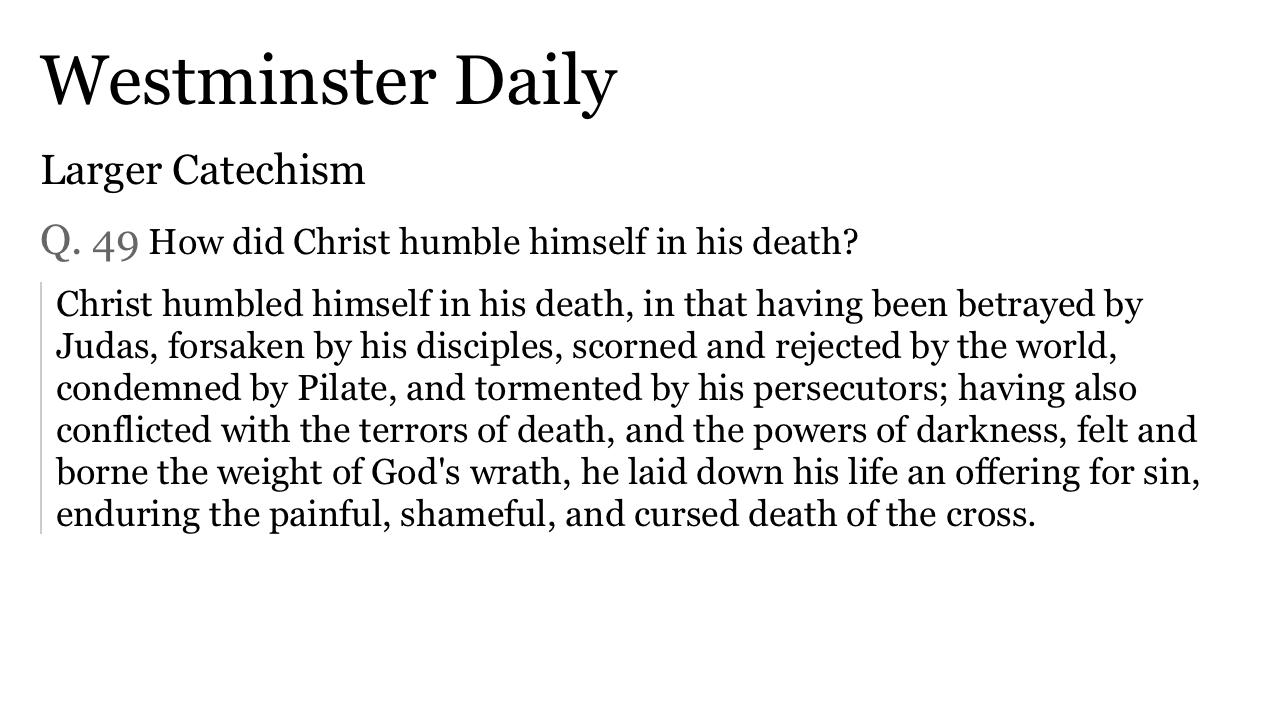 Westminster Daily
Larger Catechism
Q. 49 How did Christ humble himself in his death?
Christ humbled himself in his death, in that having been betrayed by
Judas, forsaken by his disciples, scorned and rejected by the world,
condemned by Pilate, and tormented by his persecutors; having also
conflicted with the terrors of death, and the powers of darkness, felt and
borne the weight of God's wrath, he laid down his life an offering for sin,
enduring the painful, shameful, and cursed death of the cross.